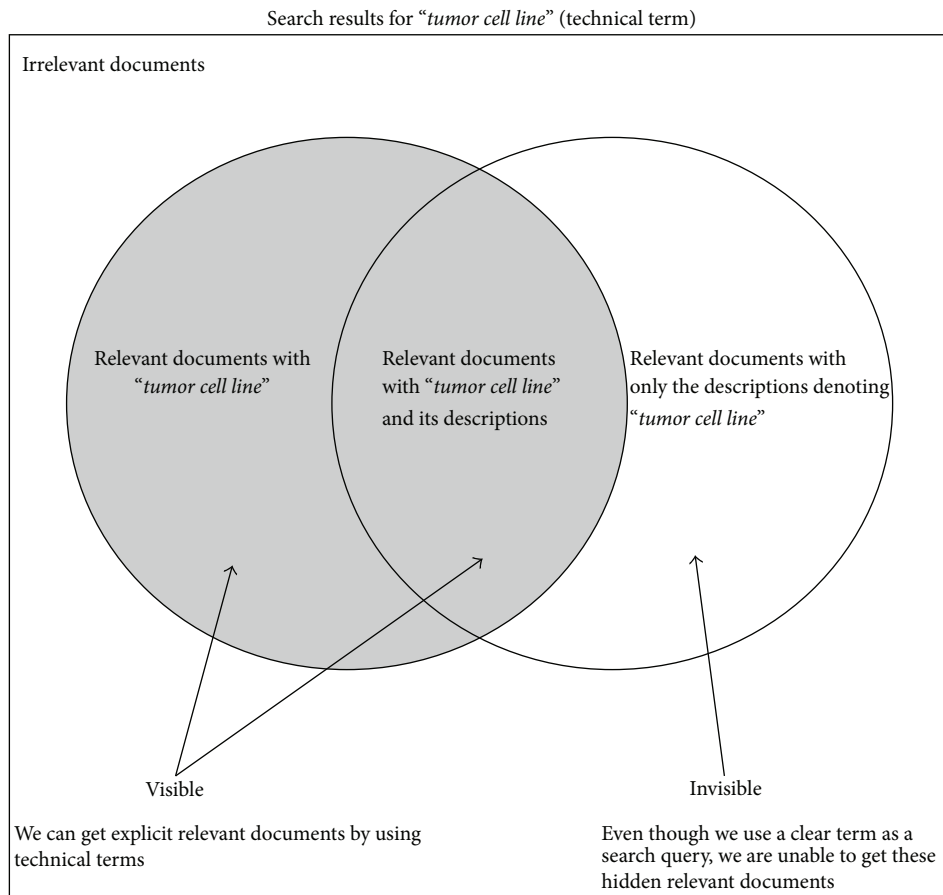 Search results for “tumor cell line” (technical term)
Irrelevant documents
Relevant documents with
“tumor cell line”
Relevant documents
with “tumor cell line”
and its descriptions
Relevant documents with
only the descriptions denoting
“tumor cell line”
Visible
We can get explicit relevant documents by using
technical terms
Invisible
Even though we use a clear term as a
search query, we are unable to get these
hidden relevant documents